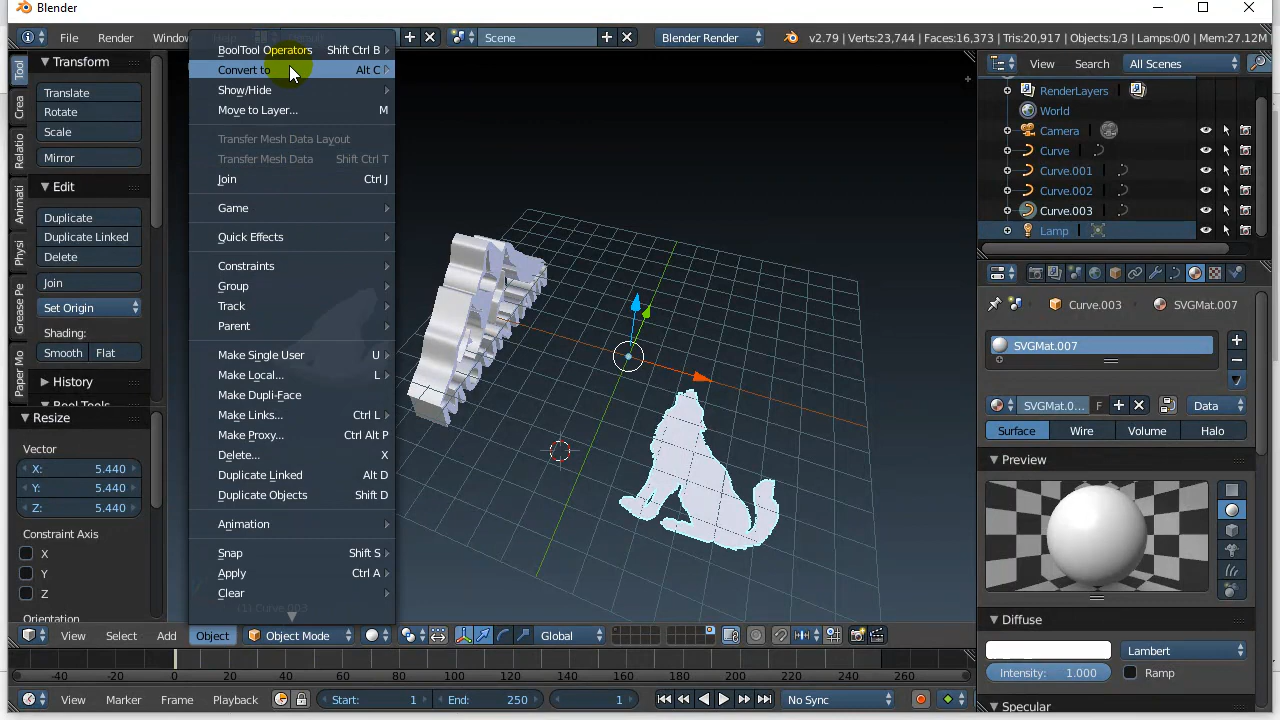 Blender
File
Render
Window
Scene
Blender Render
v2.79 | Verts:23,744 | Faces:16,373 | Tris:20,917 | Objects:1/3 | Lamps:0/0 | Mem:27.12M
Tool
Crea
Relatio
Animati
Physi
Grease Pe
Paper Mo
Transform
Translate
Rotate
Scale
Mirror
Edit
Duplicate
Duplicate Linked
Delete
Join
Set Origin
Shading:
Smooth
Flat
History
Bool Tools
Resize
Vector
X: 5.440
Y: 5.440
Z: 5.440
Constraint Axis
X
Y
Z
Orientation
BoolTool Operators Shift Ctrl B
Convert to Alt C
Show/Hide
Move to Layer... M
Transfer Mesh Data Layout
Transfer Mesh Data Shift Ctrl T
Join Ctrl J
Game
Quick Effects
Constraints
Group
Track
Parent
Make Single User U
Make Local... L
Make Dupli-Face
Make Links... Ctrl L
Make Proxy... Ctrl Alt P
Delete... X
Duplicate Linked Alt D
Duplicate Objects Shift D
Animation
Snap Shift S
Apply Ctrl A
Clear
(1) Curve.003
View
Select
Add
Object
Object Mode
Global
-40 -20 0 20 40 60 80 100 120 140 160 180 200 220 240 260
View
Marker
Frame
Playback
Start: 1
End: 250
1
No Sync
View
Search
All Scenes
RenderLayers
World
Camera
Curve
Curve.001
Curve.002
Curve.003
Lamp
Curve.003
SVGMat.007
SVGMat.007
SVGMat.0...
F
Data
Surface
Wire
Volume
Halo
Preview
Diffuse
Lambert
Intensity: 1.000
Ramp
Specular